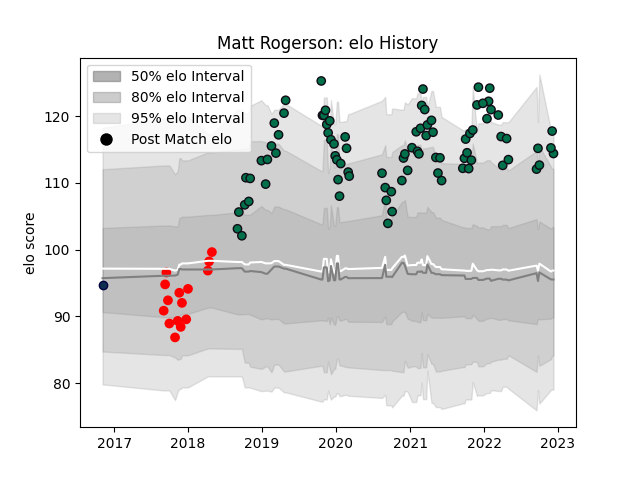 Matt Rogerson: elo History
50% elo Interval
80% elo Interval
95% elo Interval
Post Match elo
elo score
120
110
100
90
80
2017
2018
2019
2020
2021
2022
2023